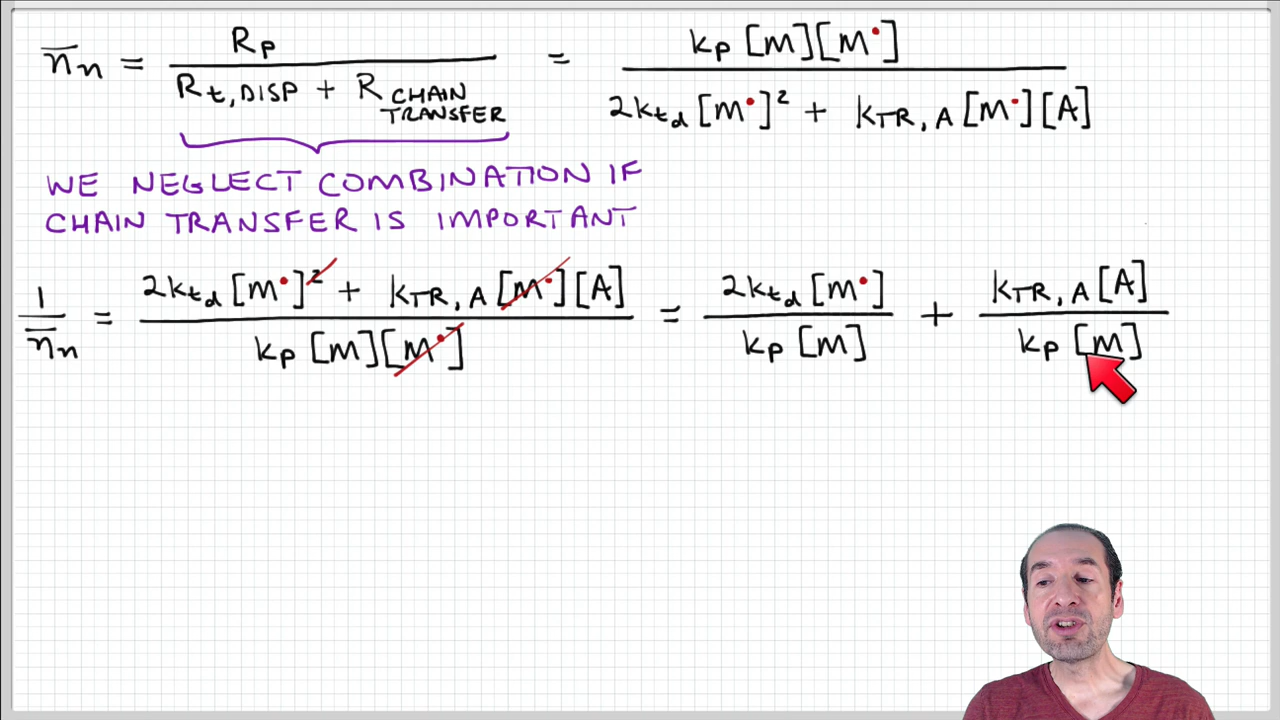 n̅n = Rp / (Rt, DISP + R CHAIN TRANSFER) = kp [M][M•] / (2ktd [M•]² + kTR, A [M•][A])
WE NEGLECT COMBINATION IF
CHAIN TRANSFER IS IMPORTANT
1 / n̅n = (2ktd [M•]² + kTR, A [M•][A]) / (kp [M][M•]) = 2ktd [M•] / (kp [M]) + kTR, A [A] / (kp [M])